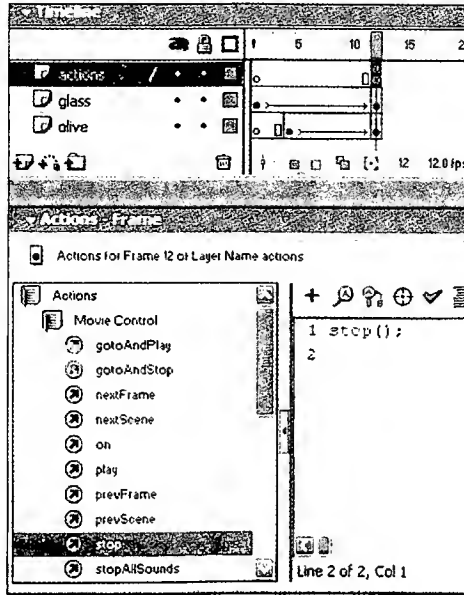 Timeline
1 5 10 15 2
actions
glass
olive
12 12.0 fps
Actions - Frame
Actions for Frame 12 of Layer Name actions
Actions
Movie Control
gotoAndPlay
gotoAndStop
nextFrame
nextScene
on
play
prevFrame
prevScene
stop
stopAllSounds
1 stop();
2
Line 2 of 2, Col 1